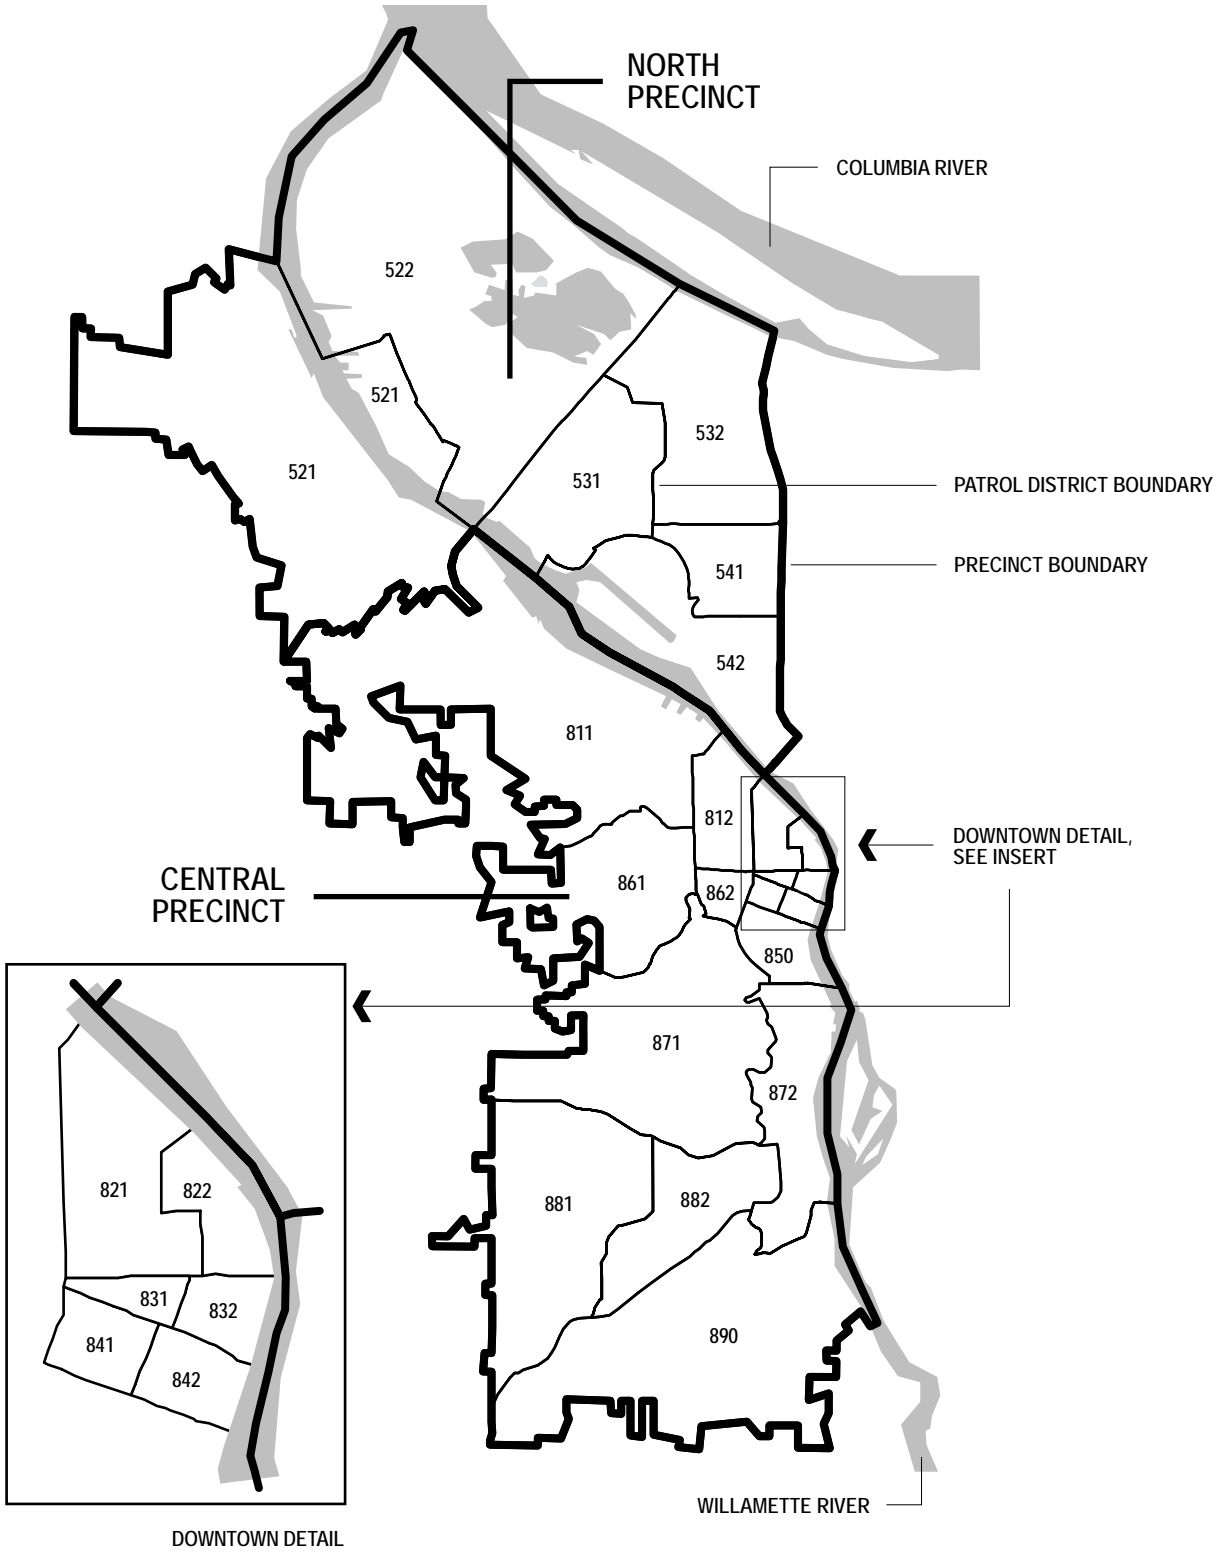 NORTH
PRECINCT
COLUMBIA RIVER
522
521
532
521
531
PATROL DISTRICT BOUNDARY
541
PRECINCT BOUNDARY
542
811
812
DOWNTOWN DETAIL,
SEE INSERT
CENTRAL
PRECINCT
861
862
850
871
872
881
882
890
821
822
831
832
841
842
WILLAMETTE RIVER
DOWNTOWN DETAIL